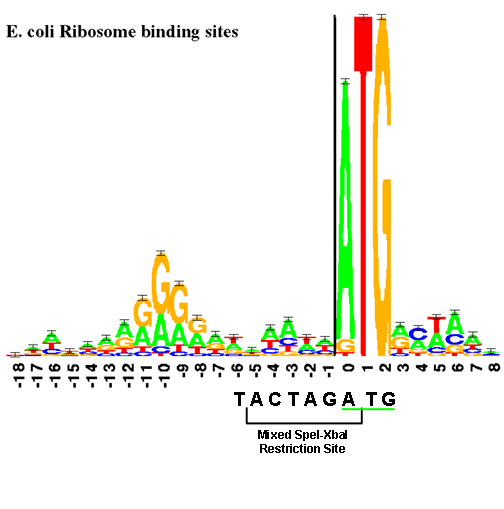 E. coli Ribosome binding sites
A T G
G
-18 -17 -16 -15 -14 -13 -12 -11 -10 -9 -8 -7 -6 -5 -4 -3 -2 -1 0 1 2 3 4 5 6 7 8
TACTAGATG
Mixed SpeI-XbaI
Restriction Site